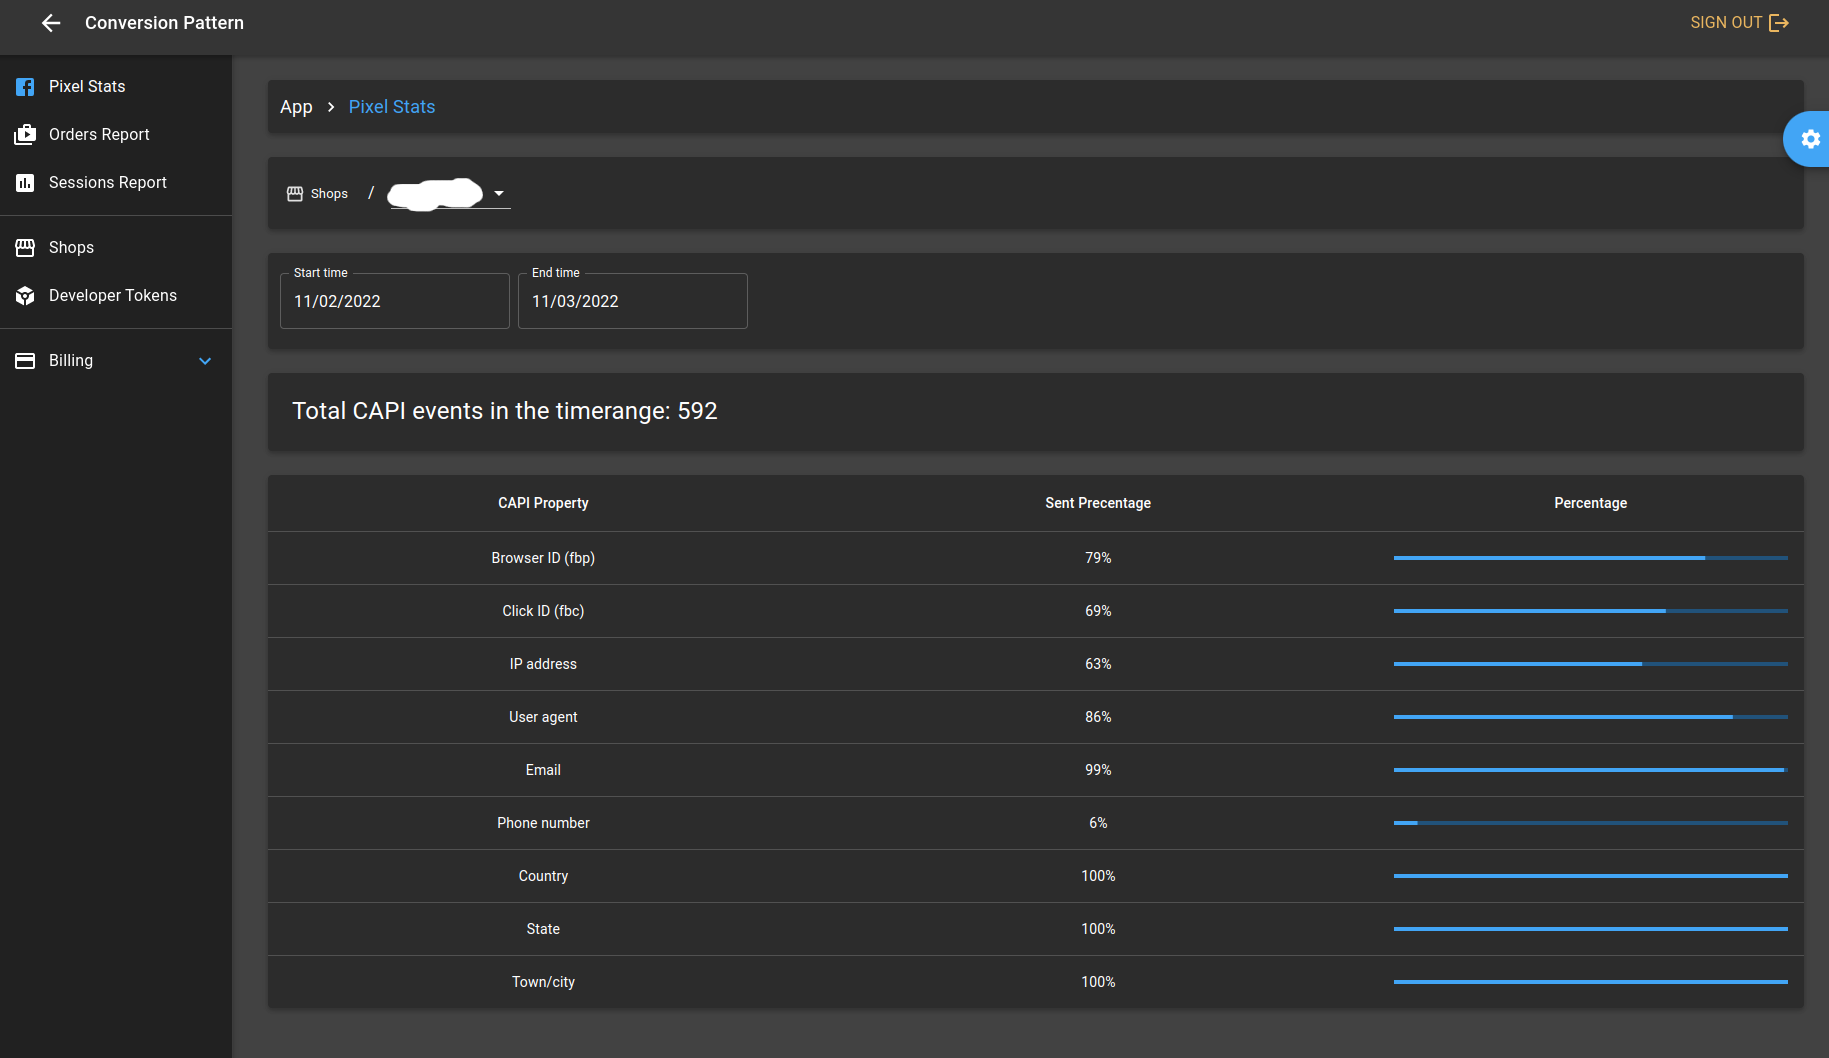 Conversion Pattern
SIGN OUT
Pixel Stats
Orders Report
Sessions Report
Shops
Developer Tokens
Billing
App > Pixel Stats
Shops /
Start time
11/02/2022
End time
11/03/2022
Total CAPI events in the timerange: 592
CAPI Property Sent Precentage Percentage
Browser ID (fbp) 79%
Click ID (fbc) 69%
IP address 63%
User agent 86%
Email 99%
Phone number 6%
Country 100%
State 100%
Town/city 100%